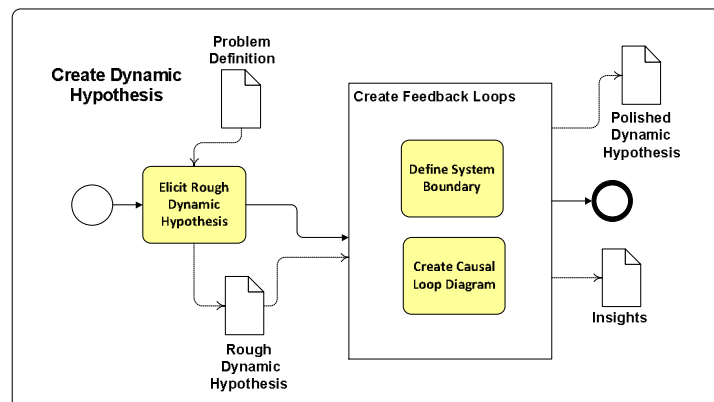 Problem
Definition
Create Dynamic
Hypothesis
Create Feedback Loops
Polished
Dynamic
Hypothesis
Elicit Rough
Dynamic
Hypothesis
Define System
Boundary
Create Causal
Loop Diagram
Insights
Rough
Dynamic
Hypothesis